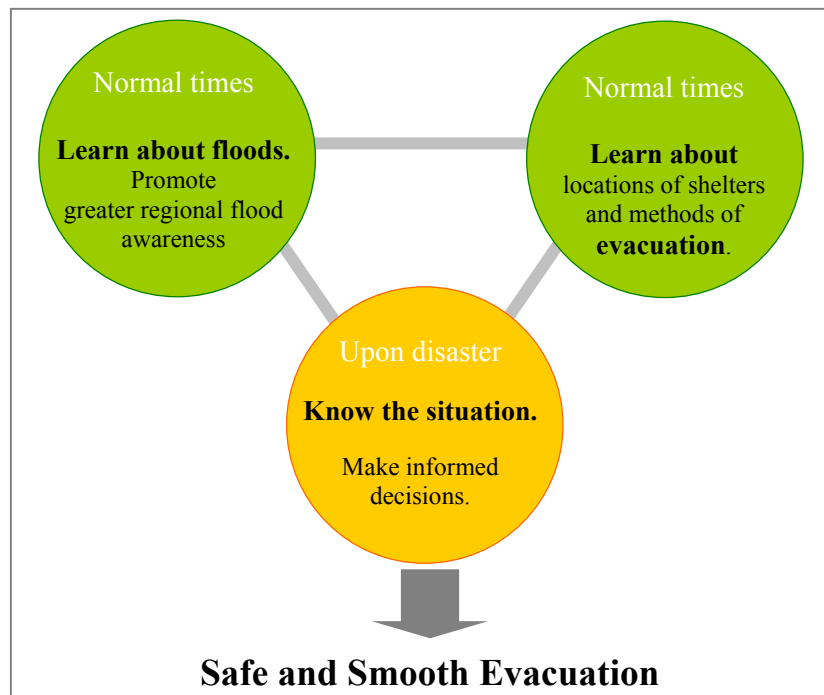 Normal times
Learn about floods.
Promote
greater regional flood
awareness
Normal times
Learn about
locations of shelters
and methods of
evacuation.
Upon disaster
Know the situation.
Make informed
decisions.
Safe and Smooth Evacuation